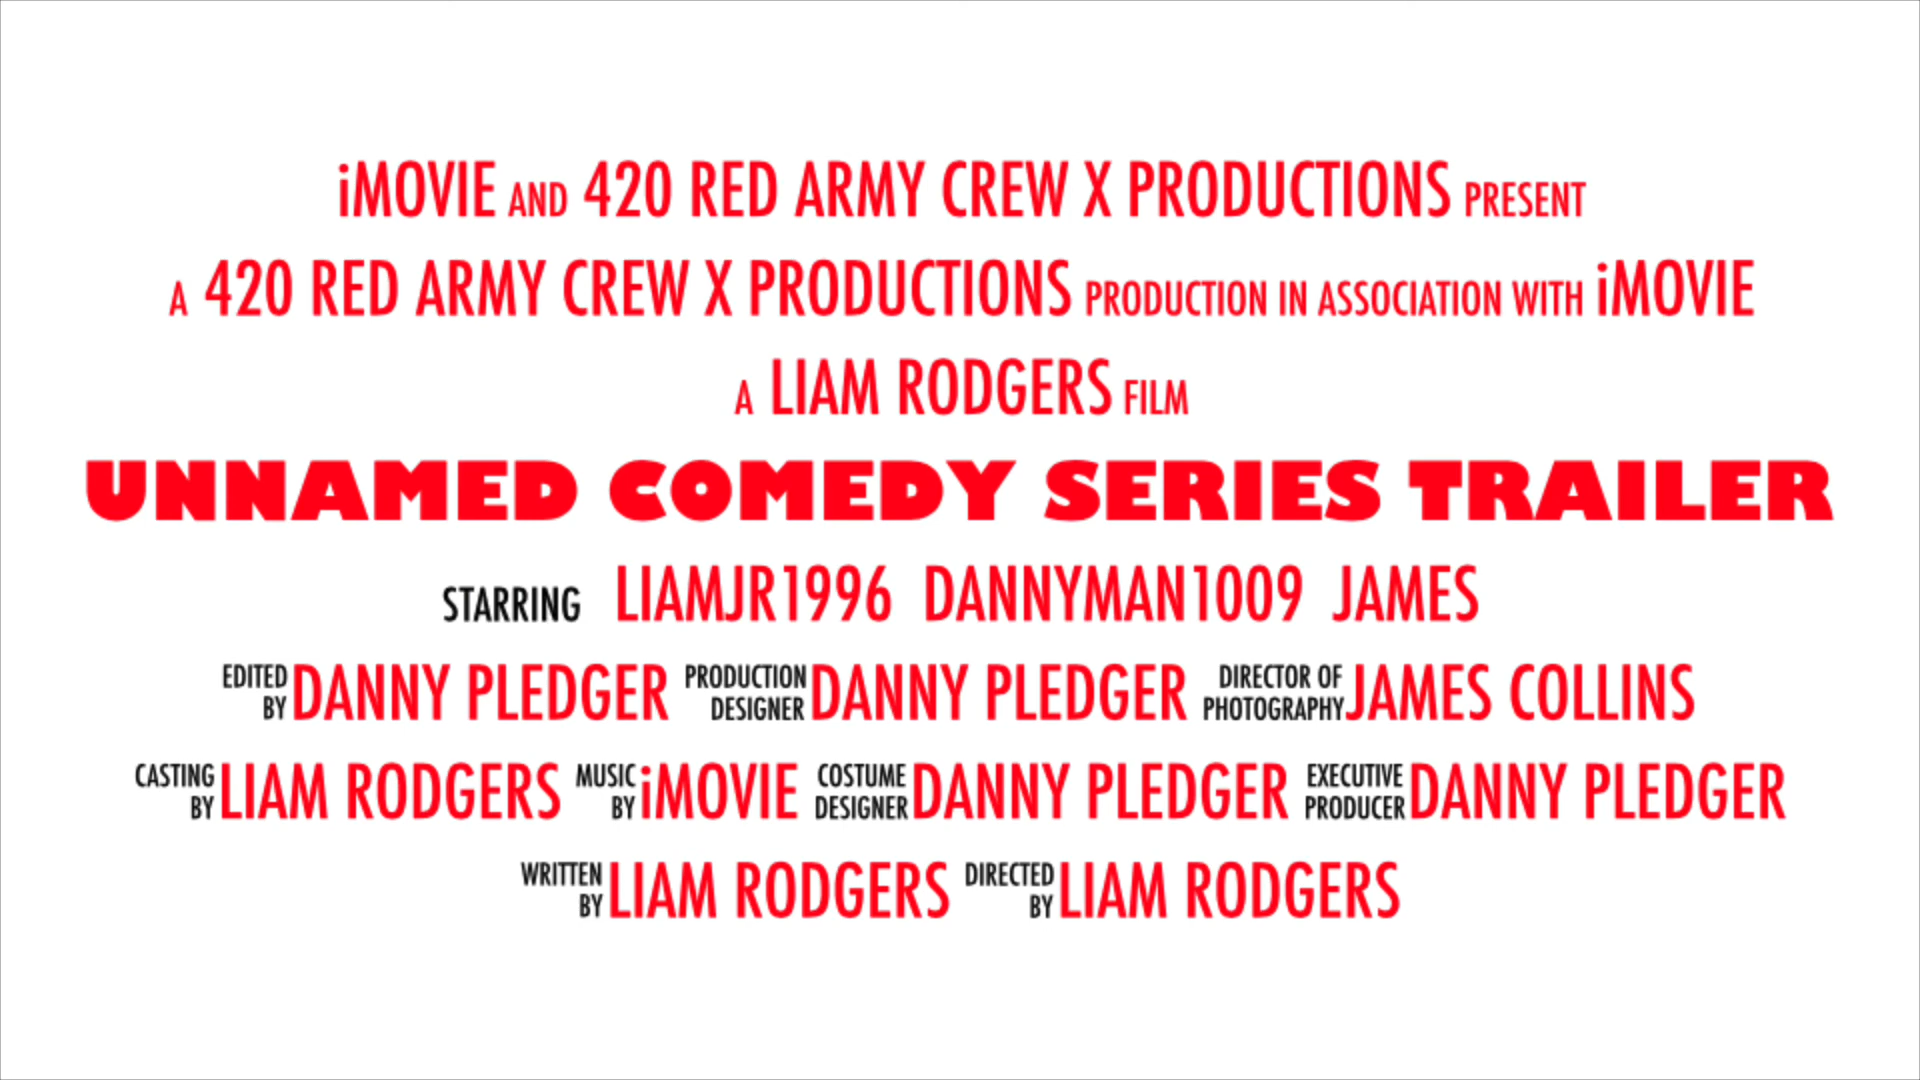 iMOVIE AND 420 RED ARMY CREW X PRODUCTIONS PRESENT
A 420 RED ARMY CREW X PRODUCTIONS PRODUCTION IN ASSOCIATION WITH iMOVIE
A LIAM RODGERS FILM
UNNAMED COMEDY SERIES TRAILER
STARRING LIAMJR1996 DANNYMAN1009 JAMES
EDITED BY DANNY PLEDGER PRODUCTION DESIGNER DANNY PLEDGER DIRECTOR OF PHOTOGRAPHY JAMES COLLINS
CASTING BY LIAM RODGERS MUSIC BY iMOVIE COSTUME DESIGNER DANNY PLEDGER EXECUTIVE PRODUCER DANNY PLEDGER
WRITTEN BY LIAM RODGERS DIRECTED BY LIAM RODGERS